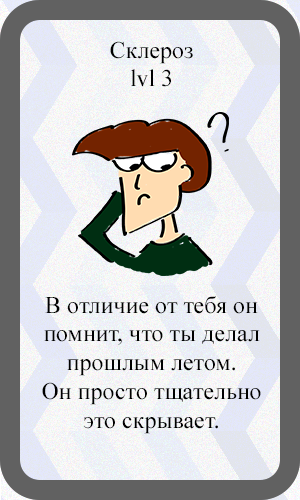 Склероз
lvl 3
?
В отличие от тебя он
помнит, что ты делал
прошлым летом.
Он просто тщательно
это скрывает.